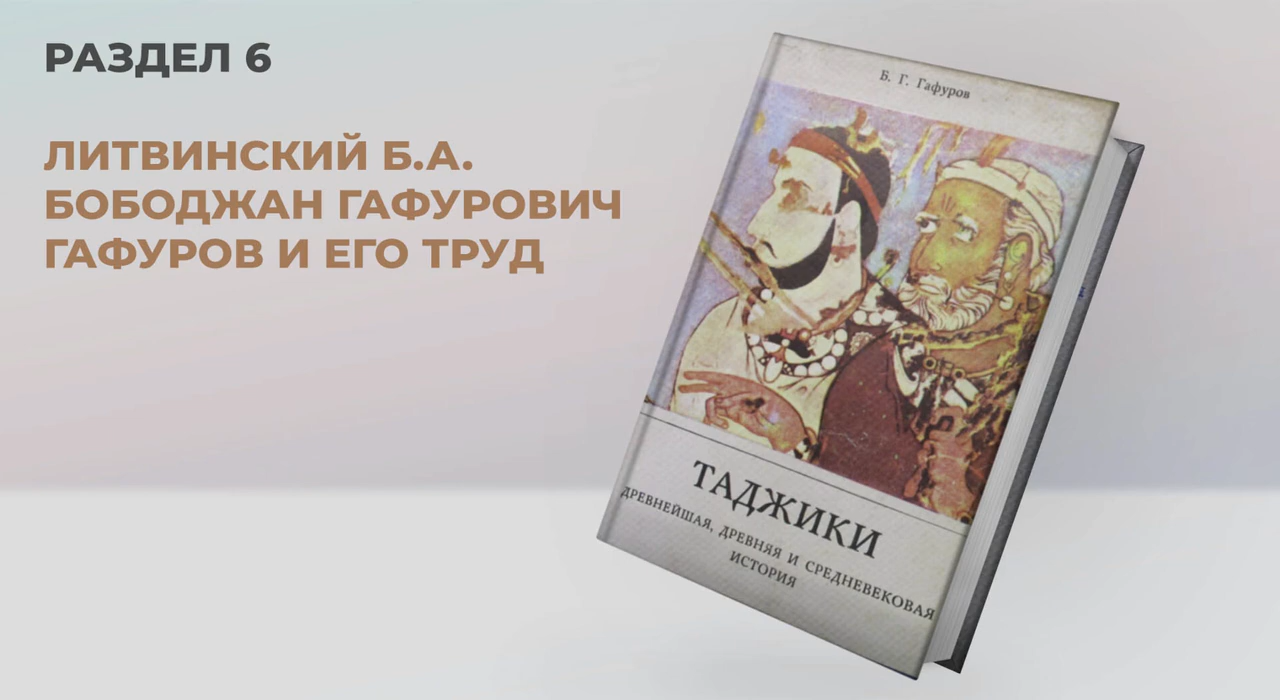 РАЗДЕЛ 6
ЛИТВИНСКИЙ Б.А.
БОБОДЖАН ГАФУРОВИЧ
ГАФУРОВ И ЕГО ТРУД
Б. Г. Гафуров
ТАДЖИКИ
ДРЕВНЕЙШАЯ, ДРЕВНЯЯ И СРЕДНЕВЕКОВАЯ
ИСТОРИЯ